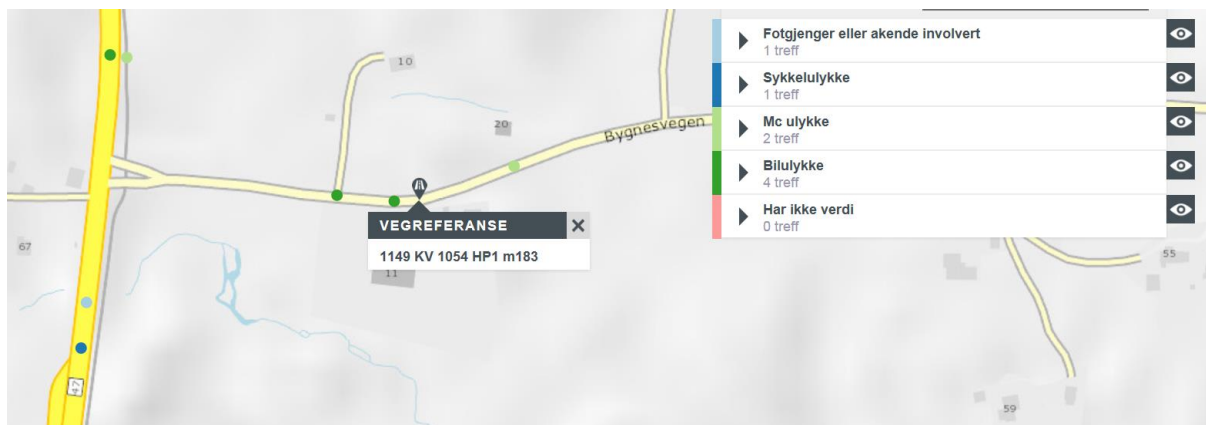 Fotgjenger eller akende involvert
1 treff
Sykkelulykke
1 treff
Mc ulykke
2 treff
Bilulykke
4 treff
Har ikke verdi
0 treff
10
20
Bygnesvegen
VEGREFERANSE ×
1149 KV 1054 HP1 m183
11
67
55
47
59